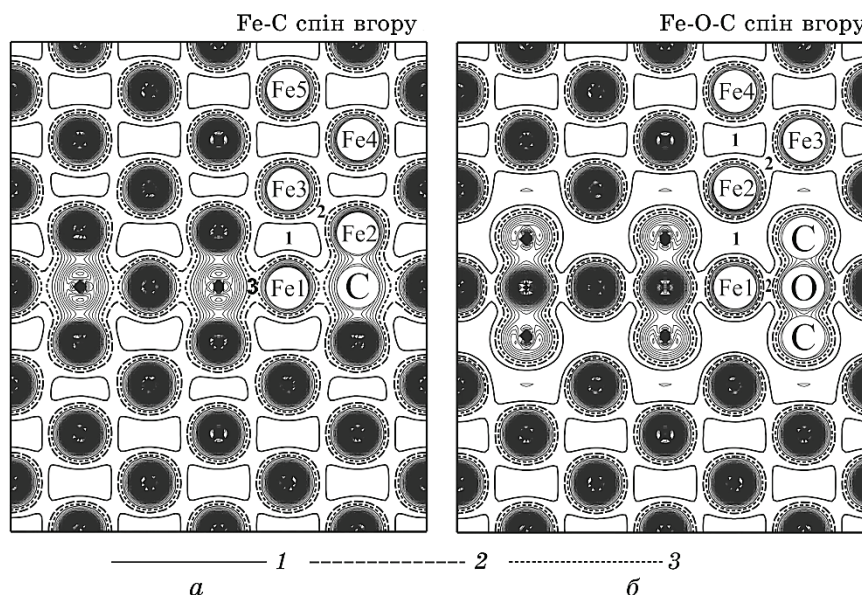 Fe-C спін вгору Fe-O-C спін вгору
Fe5 Fe4
1
Fe4 Fe3
2
Fe3 Fe2
2
1 Fe2 1 C
3 Fe1 C Fe1 2 O
C
1 2 3
а б